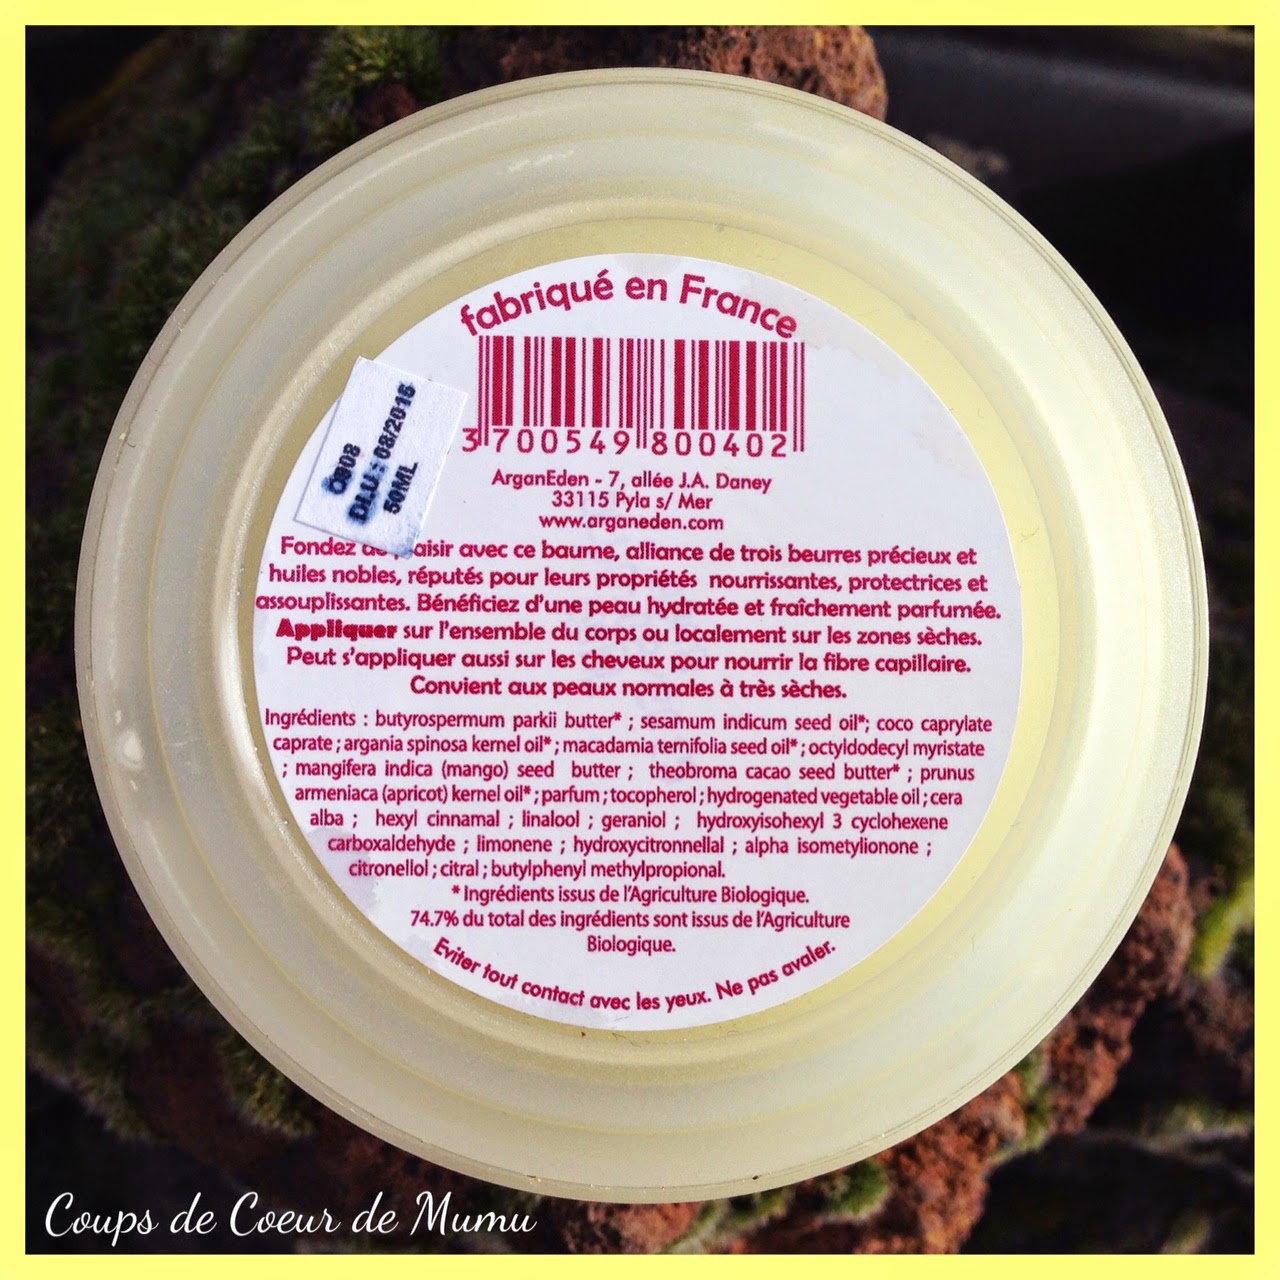 fabriqué en France
3 700549 800402
ÖB08
DLU : 08/2016
50ML
ArganEden - 7, allée J.A. Daney
33115 Pyla s/ Mer
www.arganeden.com
Fondez de plaisir avec ce baume, alliance de trois beurres précieux et
huiles nobles, réputés pour leurs propriétés nourrissantes, protectrices et
assouplissantes. Bénéficiez d'une peau hydratée et fraîchement parfumée.
Appliquer sur l'ensemble du corps ou localement sur les zones sèches.
Peut s'appliquer aussi sur les cheveux pour nourrir la fibre capillaire.
Convient aux peaux normales à très sèches.
Ingrédients : butyrospermum parkii butter* ; sesamum indicum seed oil*; coco caprylate
caprate ; argania spinosa kernel oil* ; macadamia ternifolia seed oil* ; octyldodecyl myristate
; mangifera indica (mango) seed butter ; theobroma cacao seed butter* ; prunus
armeniaca (apricot) kernel oil* ; parfum ; tocopherol ; hydrogenated vegetable oil ; cera
alba ; hexyl cinnamal ; linalool ; geraniol ; hydroxyisohexyl 3 cyclohexene
carboxaldehyde ; limonene ; hydroxycitronnellal ; alpha isometylionone ;
citronellol ; citral ; butylphenyl methylpropional.
* Ingrédients issus de l'Agriculture Biologique.
74.7% du total des ingrédients sont issus de l'Agriculture
Biologique.
Eviter tout contact avec les yeux. Ne pas avaler.
Coups de Coeur de Mumu